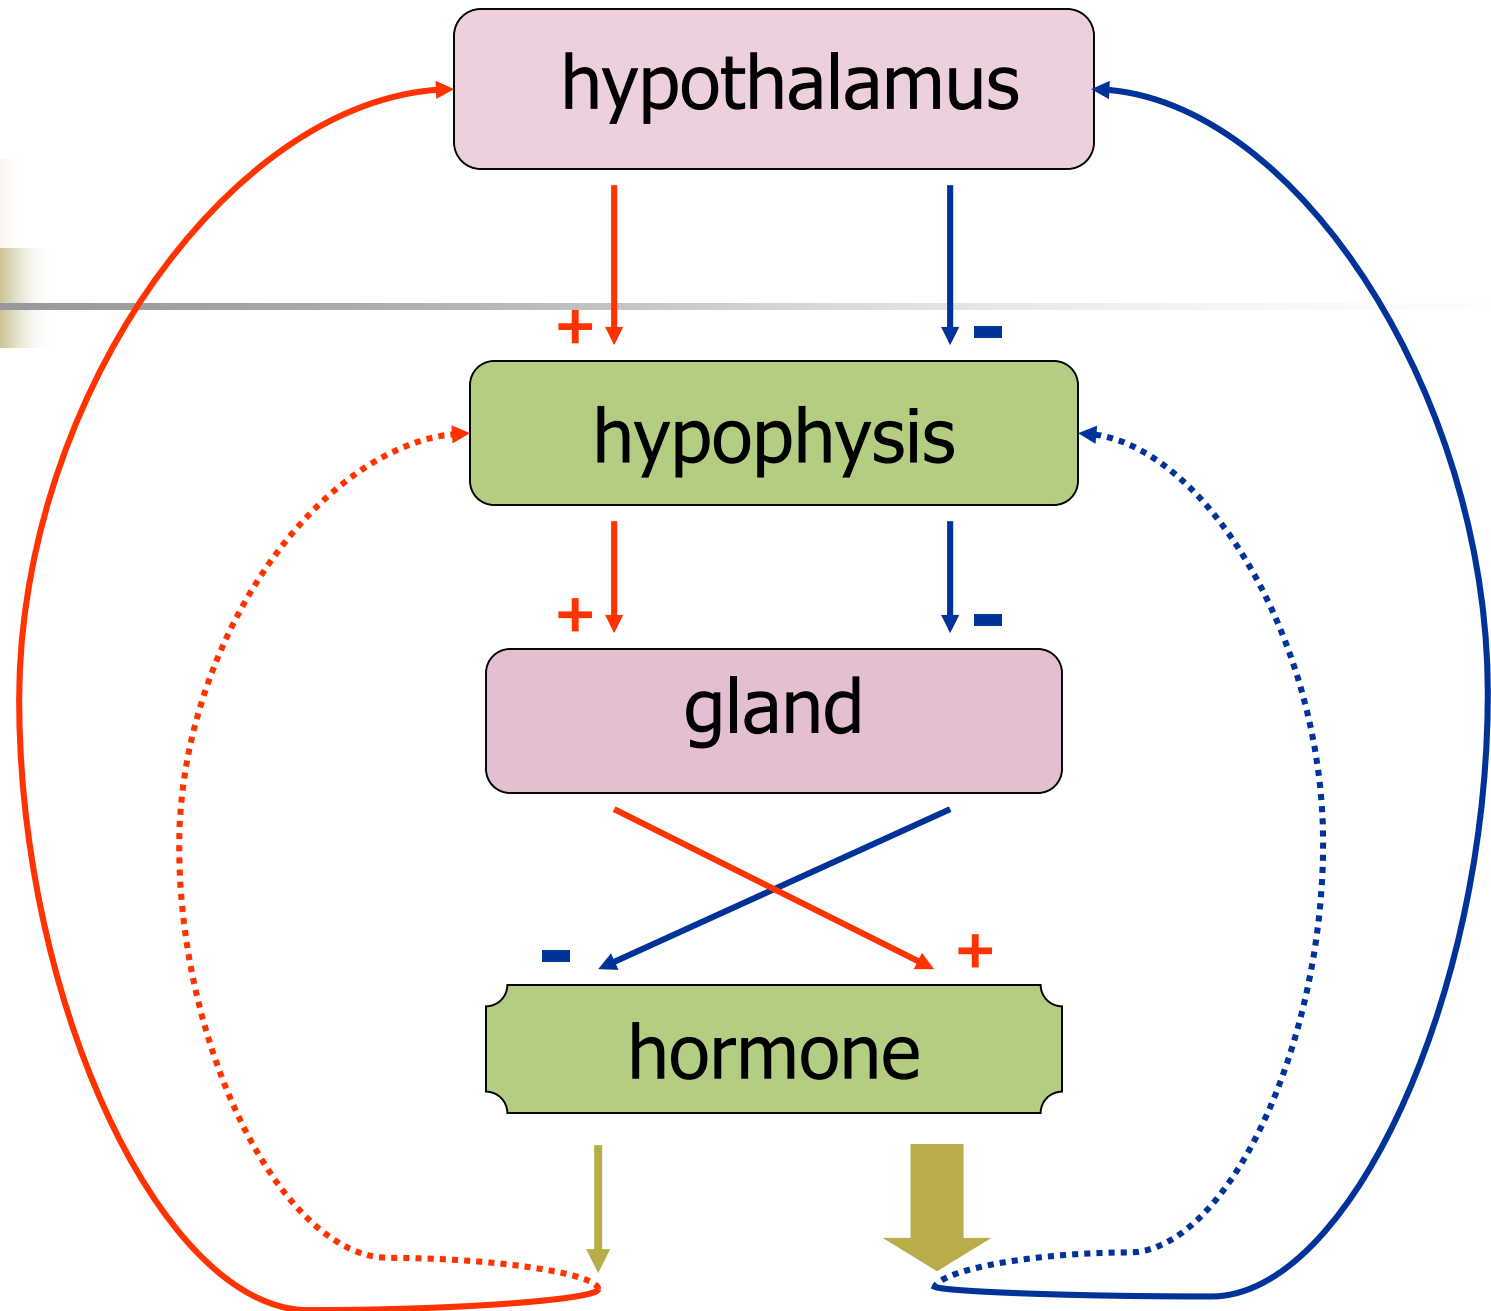 hypothalamus
+ -
hypophysis
+ -
gland
- +
hormone